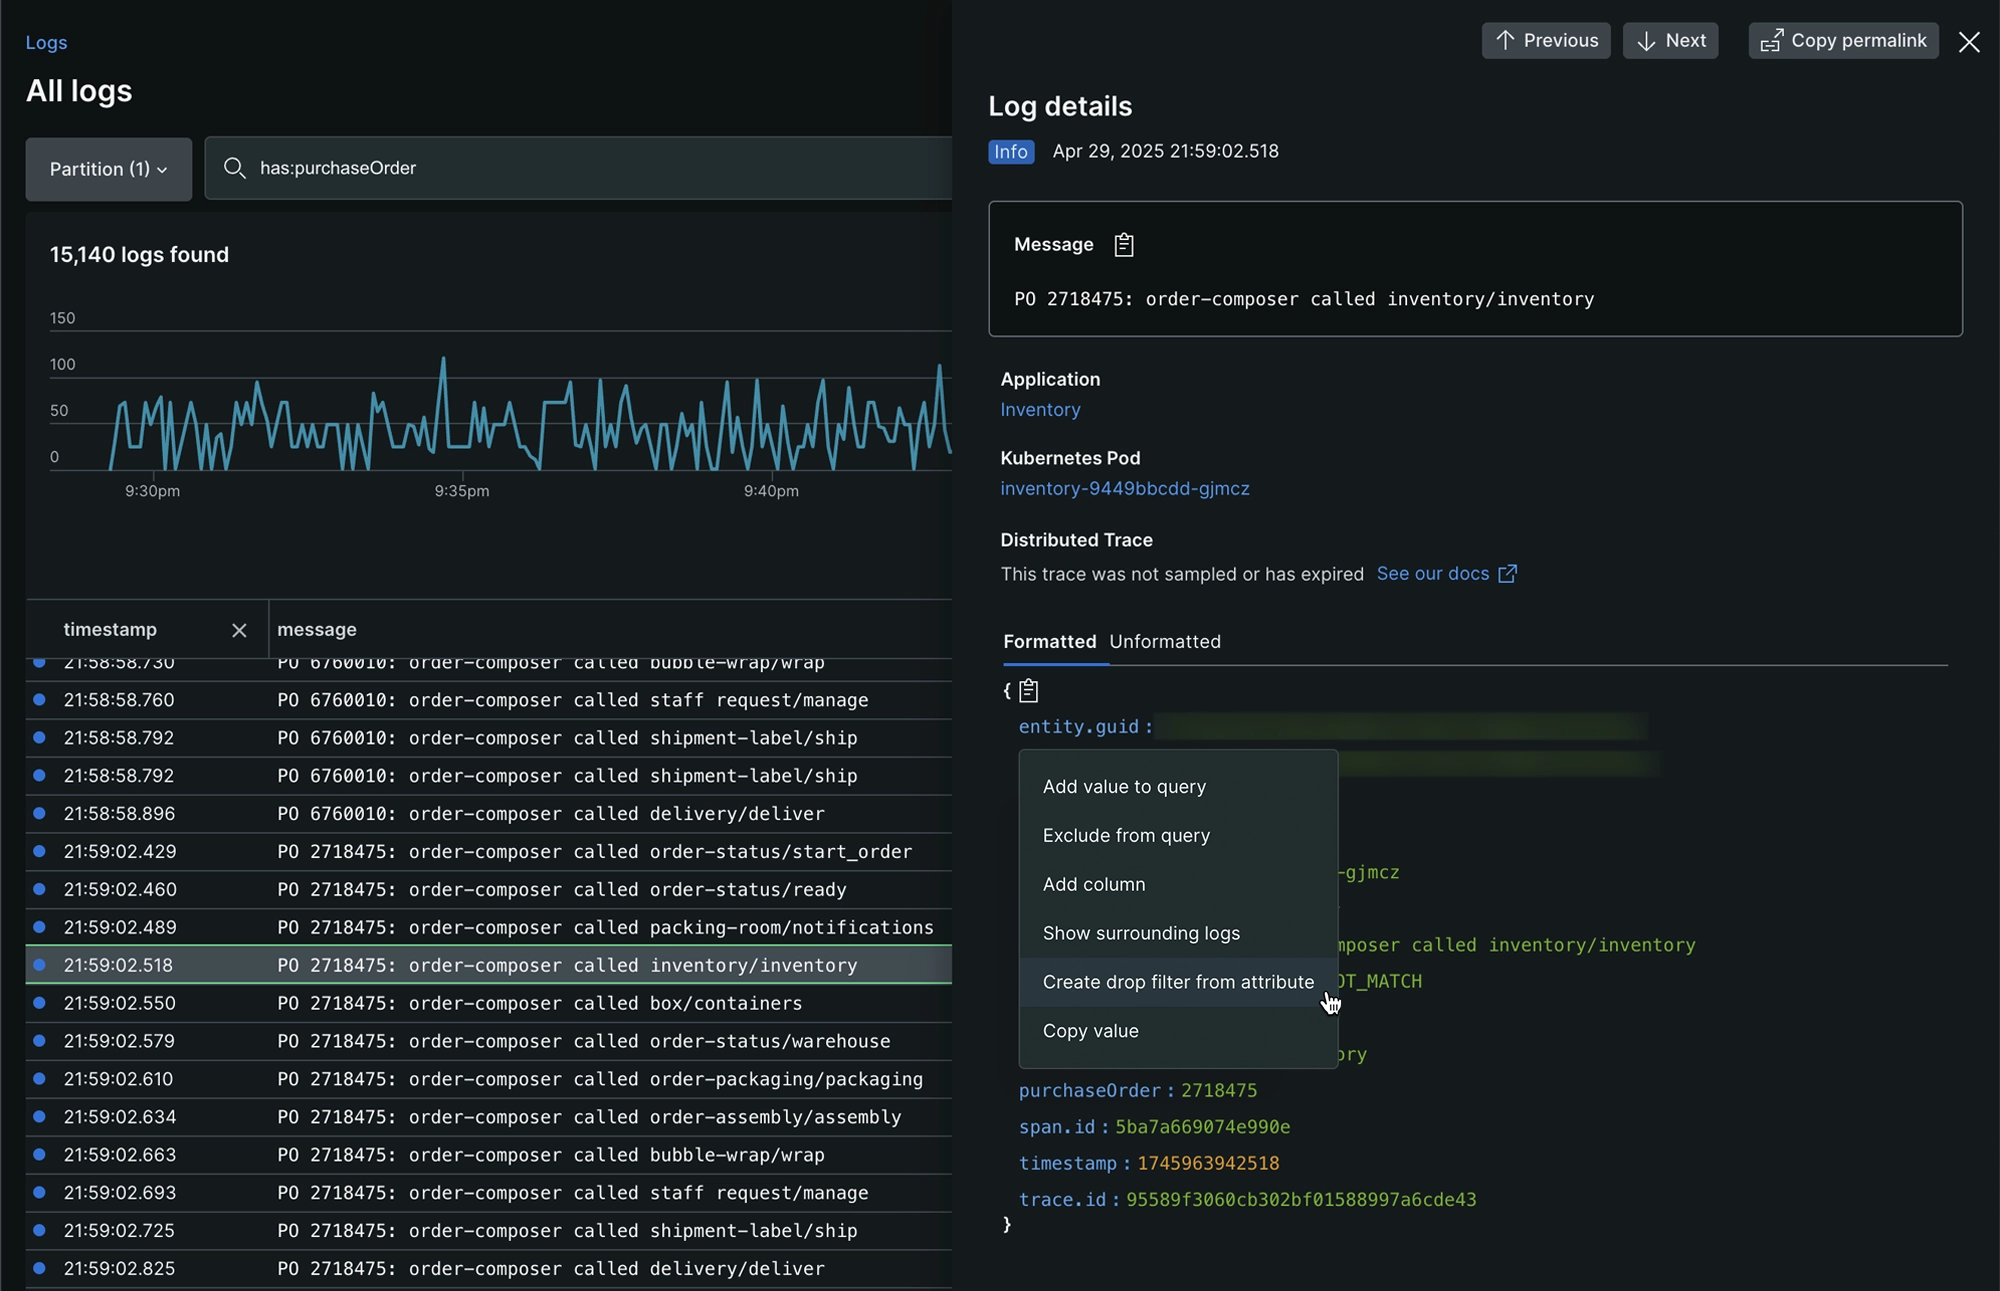 Logs
All logs
Partition (1)
has:purchaseOrder
15,140 logs found
150
100
50
0
9:30pm 9:35pm 9:40pm
timestamp message
21:58:58.730 PO 6760010: order-composer called bubble-wrap/wrap
21:58:58.760 PO 6760010: order-composer called staff request/manage
21:58:58.792 PO 6760010: order-composer called shipment-label/ship
21:58:58.792 PO 6760010: order-composer called shipment-label/ship
21:58:58.896 PO 6760010: order-composer called delivery/deliver
21:59:02.429 PO 2718475: order-composer called order-status/start_order
21:59:02.460 PO 2718475: order-composer called order-status/ready
21:59:02.489 PO 2718475: order-composer called packing-room/notifications
21:59:02.518 PO 2718475: order-composer called inventory/inventory
21:59:02.550 PO 2718475: order-composer called box/containers
21:59:02.579 PO 2718475: order-composer called order-status/warehouse
21:59:02.610 PO 2718475: order-composer called order-packaging/packaging
21:59:02.634 PO 2718475: order-composer called order-assembly/assembly
21:59:02.663 PO 2718475: order-composer called bubble-wrap/wrap
21:59:02.693 PO 2718475: order-composer called staff request/manage
21:59:02.725 PO 2718475: order-composer called shipment-label/ship
21:59:02.825 PO 2718475: order-composer called delivery/deliver
Previous Next Copy permalink
Log details
Info Apr 29, 2025 21:59:02.518
Message
PO 2718475: order-composer called inventory/inventory
Application
Inventory
Kubernetes Pod
inventory-9449bbcdd-gjmcz
Distributed Trace
This trace was not sampled or has expired See our docs
Formatted Unformatted
{
entity.guid :
Add value to query
Exclude from query
Add column
Show surrounding logs
Create drop filter from attribute
Copy value
-gjmcz
mposer called inventory/inventory
OT_MATCH
ory
purchaseOrder : 2718475
span.id : 5ba7a669074e990e
timestamp : 1745963942518
trace.id : 95589f3060cb302bf01588997a6cde43
}